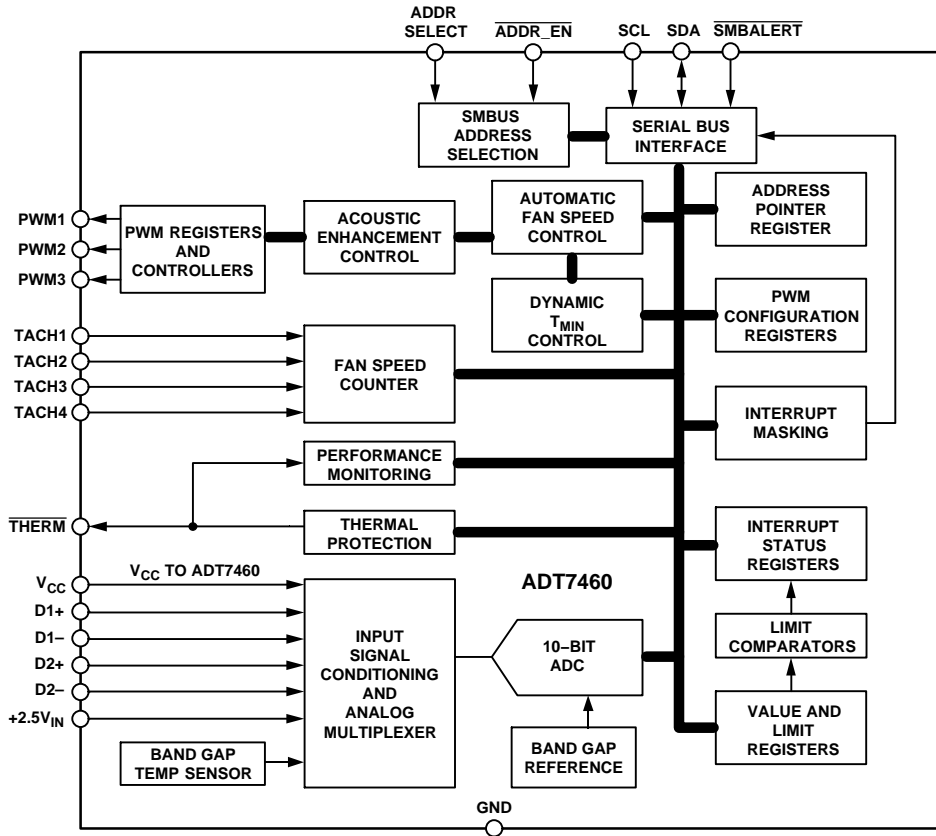 ADDR
SELECT
ADDR_EN
SCL
SDA
SMBALERT
SMBUS
ADDRESS
SELECTION
SERIAL BUS
INTERFACE
PWM1
PWM2
PWM3
PWM REGISTERS
AND
CONTROLLERS
ACOUSTIC
ENHANCEMENT
CONTROL
AUTOMATIC
FAN SPEED
CONTROL
ADDRESS
POINTER
REGISTER
DYNAMIC
TMIN
CONTROL
PWM
CONFIGURATION
REGISTERS
TACH1
TACH2
TACH3
TACH4
FAN SPEED
COUNTER
INTERRUPT
MASKING
PERFORMANCE
MONITORING
THERM
THERMAL
PROTECTION
INTERRUPT
STATUS
REGISTERS
VCC
D1+
D1–
D2+
D2–
+2.5VIN
VCC TO ADT7460
ADT7460
INPUT
SIGNAL
CONDITIONING
AND
ANALOG
MULTIPLEXER
10–BIT
ADC
LIMIT
COMPARATORS
VALUE AND
LIMIT
REGISTERS
BAND GAP
TEMP SENSOR
BAND GAP
REFERENCE
GND